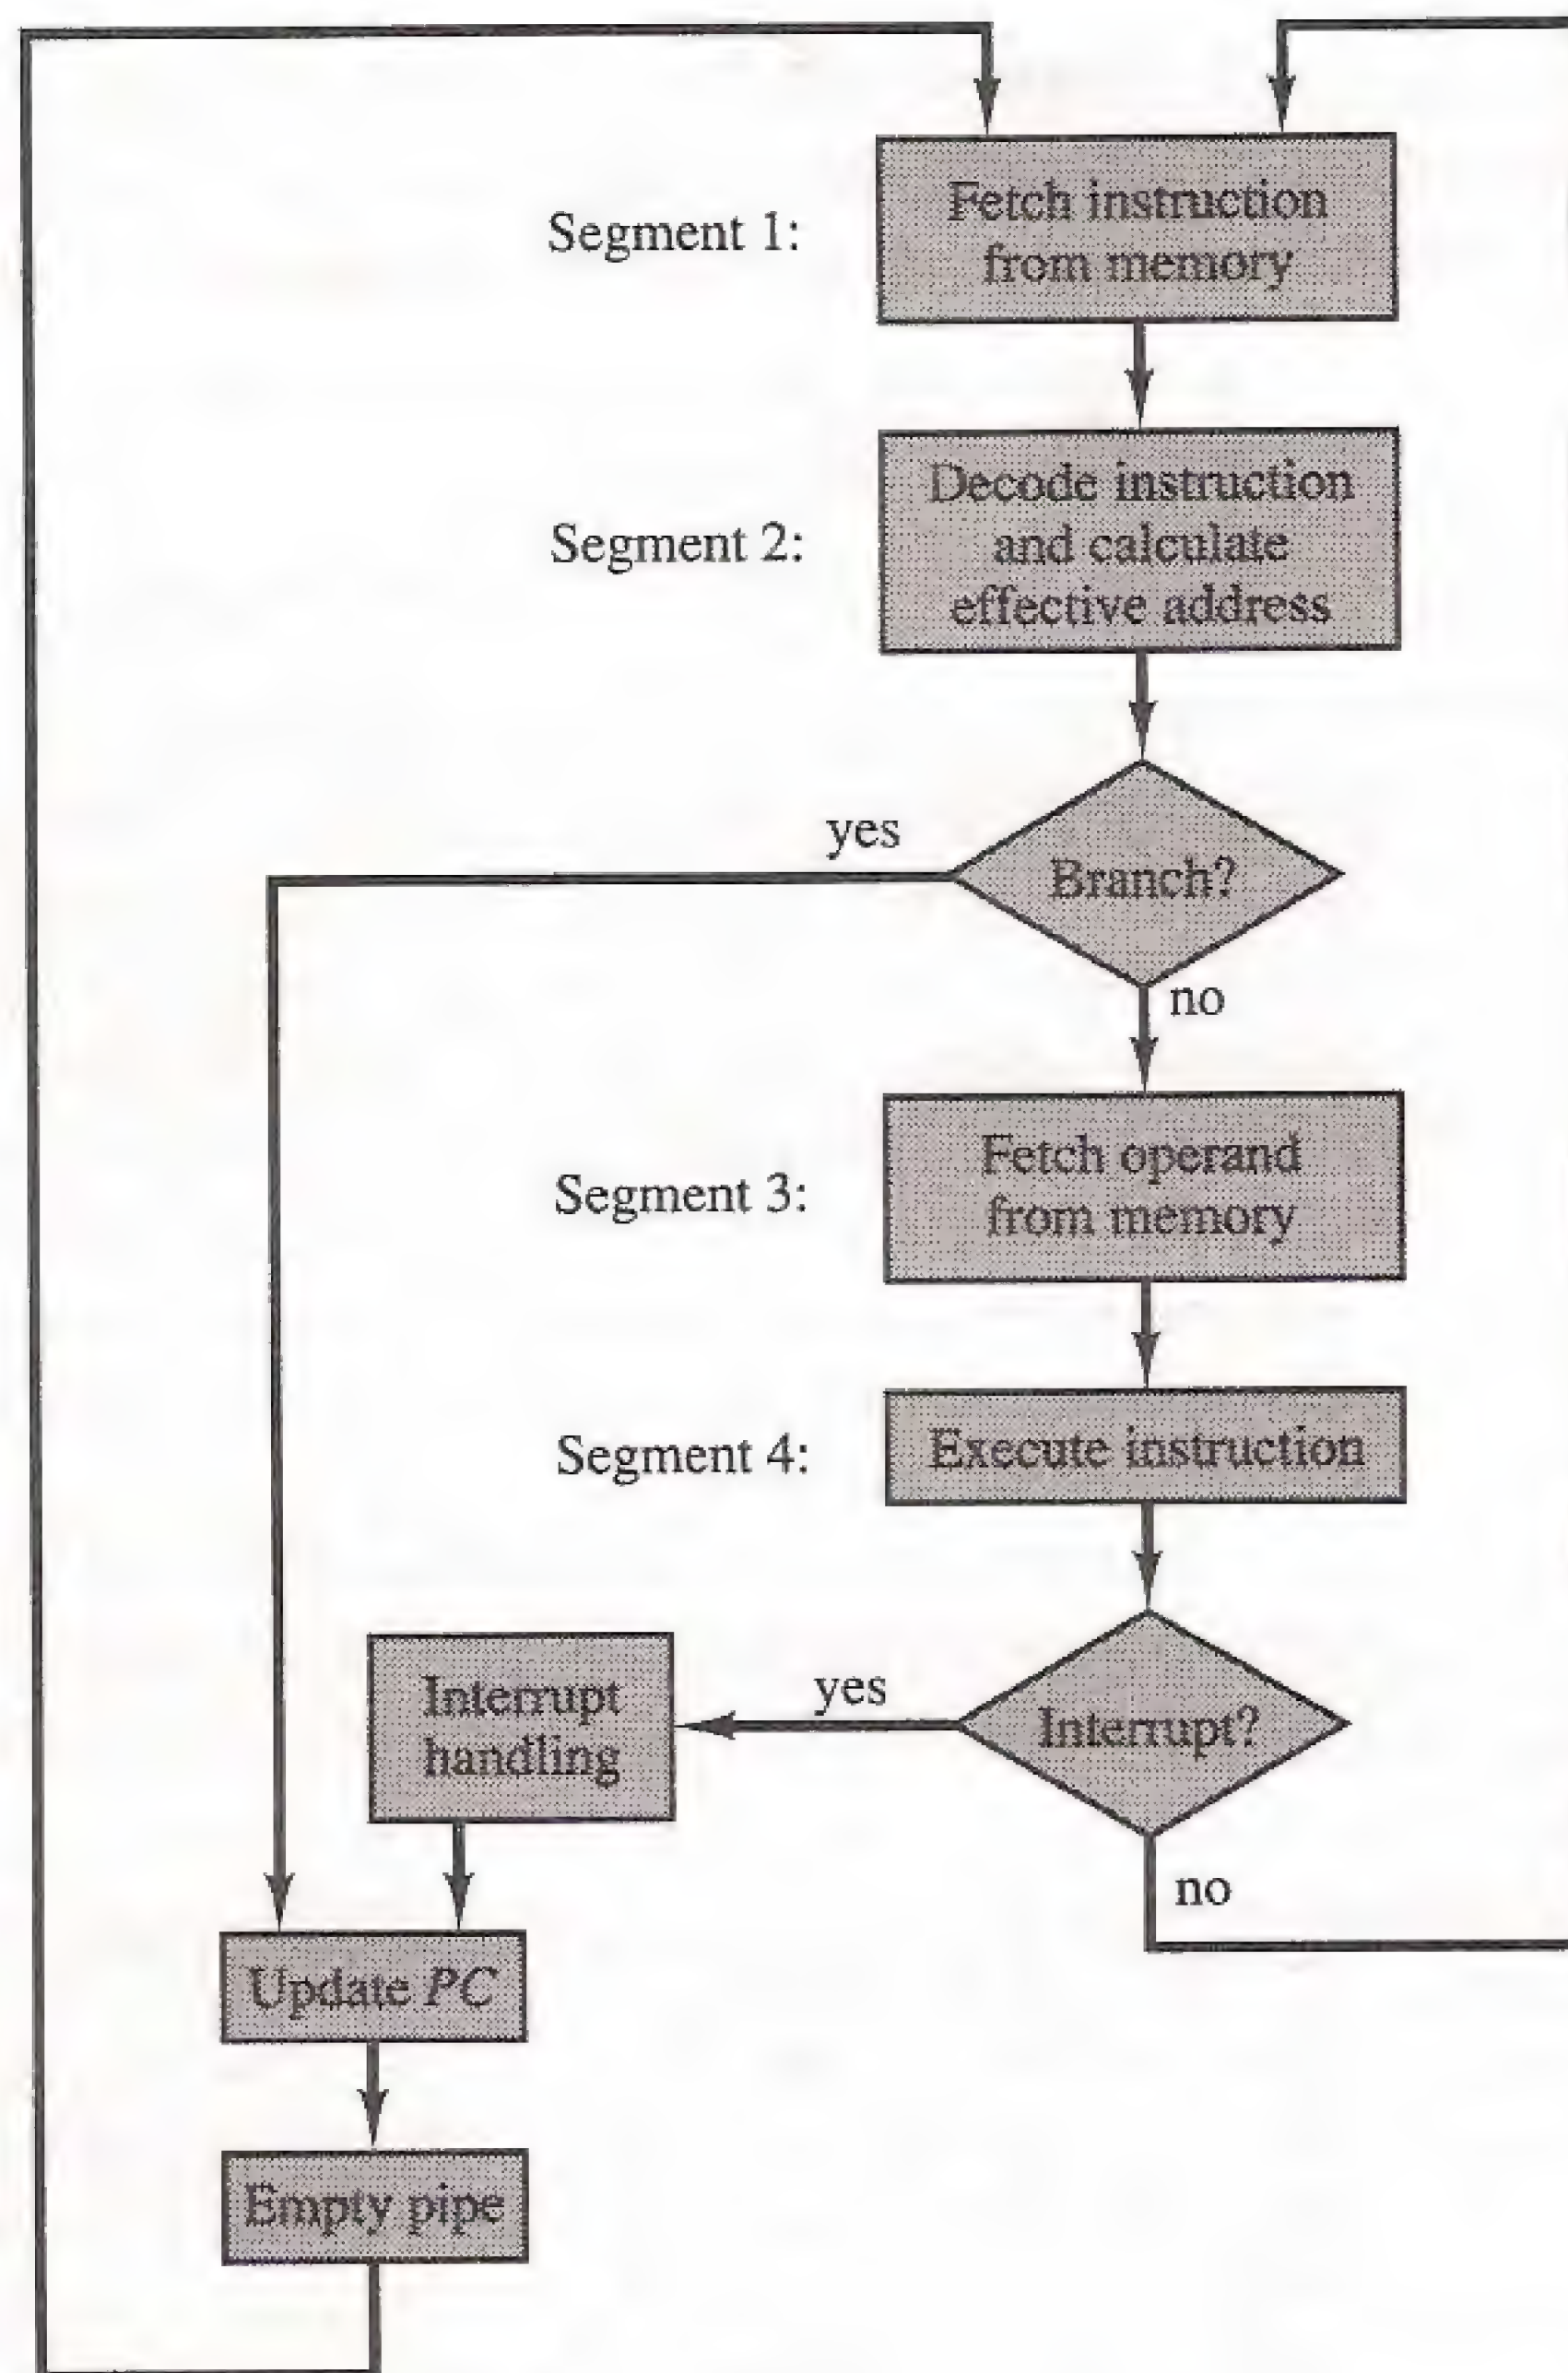 Segment 1:
Fetch instruction
from memory
Segment 2:
Decode instruction
and calculate
effective address
Branch?
yes
no
Segment 3:
Fetch operand
from memory
Segment 4:
Execute instruction
Interrupt?
yes
no
Interrupt
handling
Update PC
Empty pipe